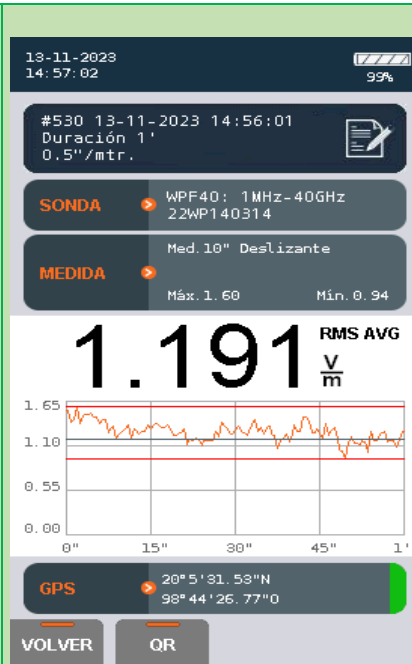 13-11-2023
14:57:02
99%
#530 13-11-2023 14:56:01
Duración 1'
0.5"/mtr.
SONDA
WPF40: 1MHz-40GHz
22WP140314
MEDIDA
Med.10" Deslizante
Máx.1.60 Mín.0.94
1.191 RMS AVG
V
m
1.65
1.10
0.55
0.00
0" 15" 30" 45" 1'
GPS
20°5'31.53"N
98°44'26.77"O
VOLVER QR